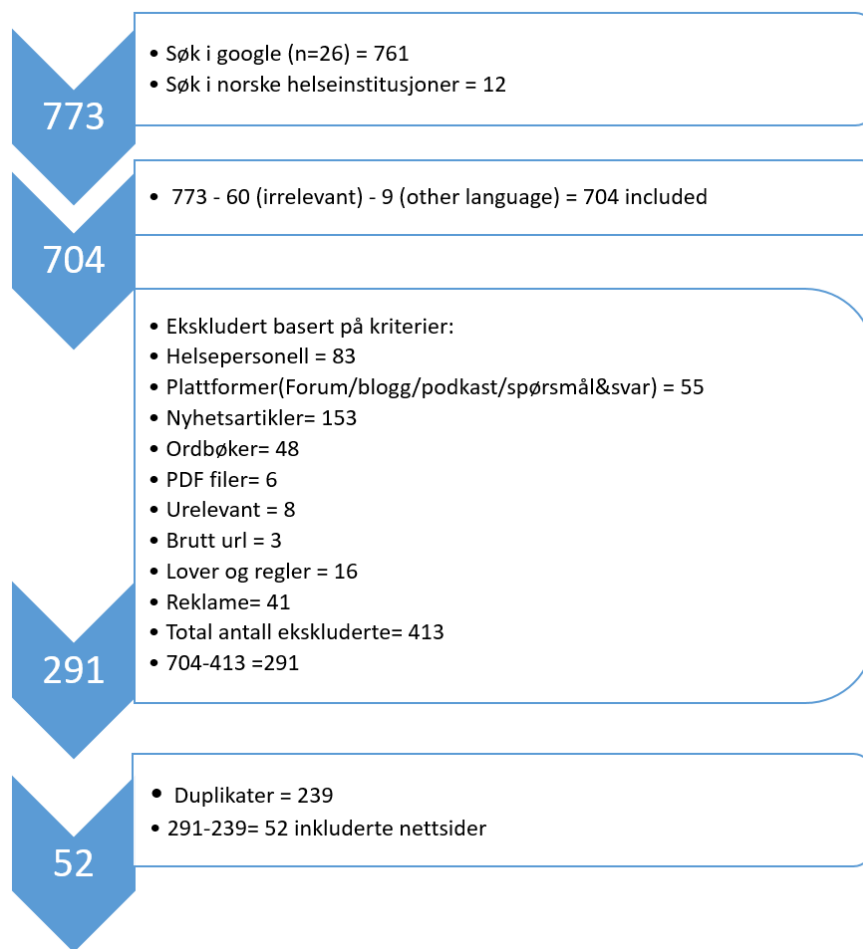 • Søk i google (n=26) = 761
• Søk i norske helseinstitusjoner = 12
773
• 773 - 60 (irrelevant) - 9 (other language) = 704 included
704
• Ekskludert basert på kriterier:
• Helsepersonell = 83
• Plattformer(Forum/blogg/podkast/spørsmål&svar) = 55
• Nyhetsartikler= 153
• Ordbøker= 48
• PDF filer= 6
• Urelevant = 8
• Brutt url = 3
• Lover og regler = 16
• Reklame= 41
• Total antall ekskluderte= 413
• 704-413 =291
291
• Duplikater = 239
• 291-239= 52 inkluderte nettsider
52